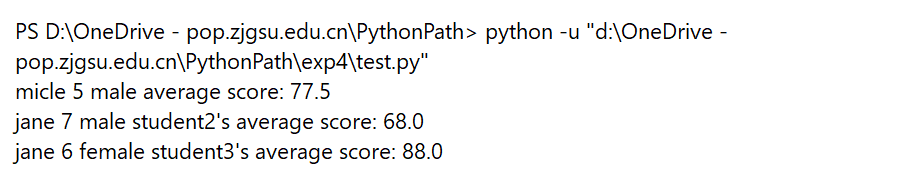 PS D:\OneDrive - pop.zjgsu.edu.cn\PythonPath> python -u "d:\OneDrive -
pop.zjgsu.edu.cn\PythonPath\exp4\test.py"
micle 5 male average score: 77.5
jane 7 male student2's average score: 68.0
jane 6 female student3's average score: 88.0